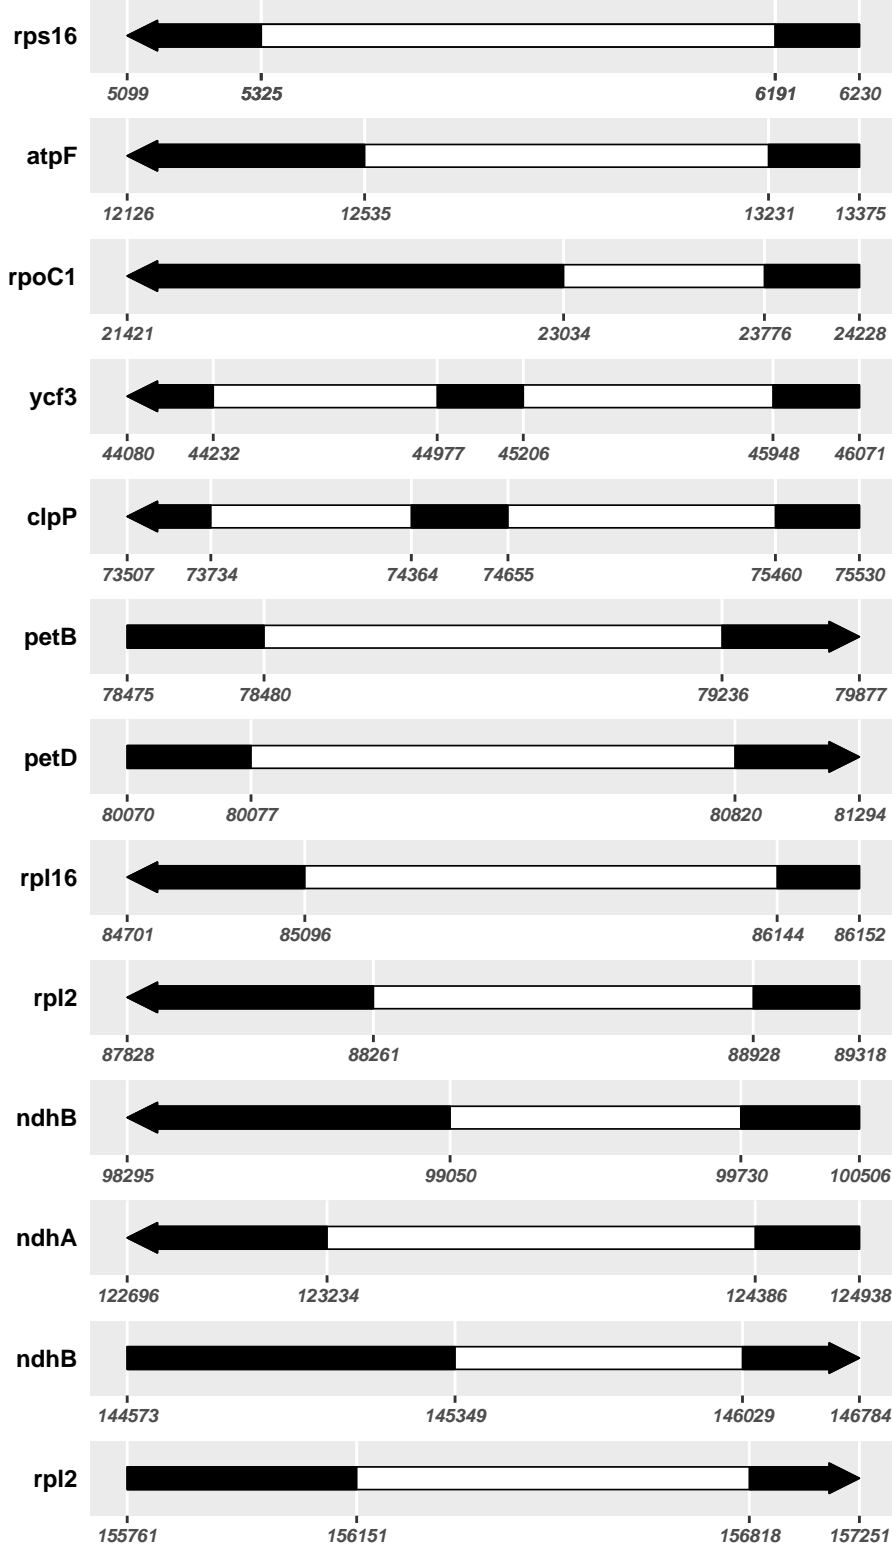 rps16
5099 5325 6191 6230
atpF
12126 12535 13231 13375
rpoC1
21421 23034 23776 24228
ycf3
44080 44232 44977 45206 45948 46071
clpP
73507 73734 74364 74655 75460 75530
petB
78475 78480 79236 79877
petD
80070 80077 80820 81294
rpl16
84701 85096 86144 86152
rpl2
87828 88261 88928 89318
ndhB
98295 99050 99730 100506
ndhA
122696 123234 124386 124938
ndhB
144573 145349 146029 146784
rpl2
155761 156151 156818 157251